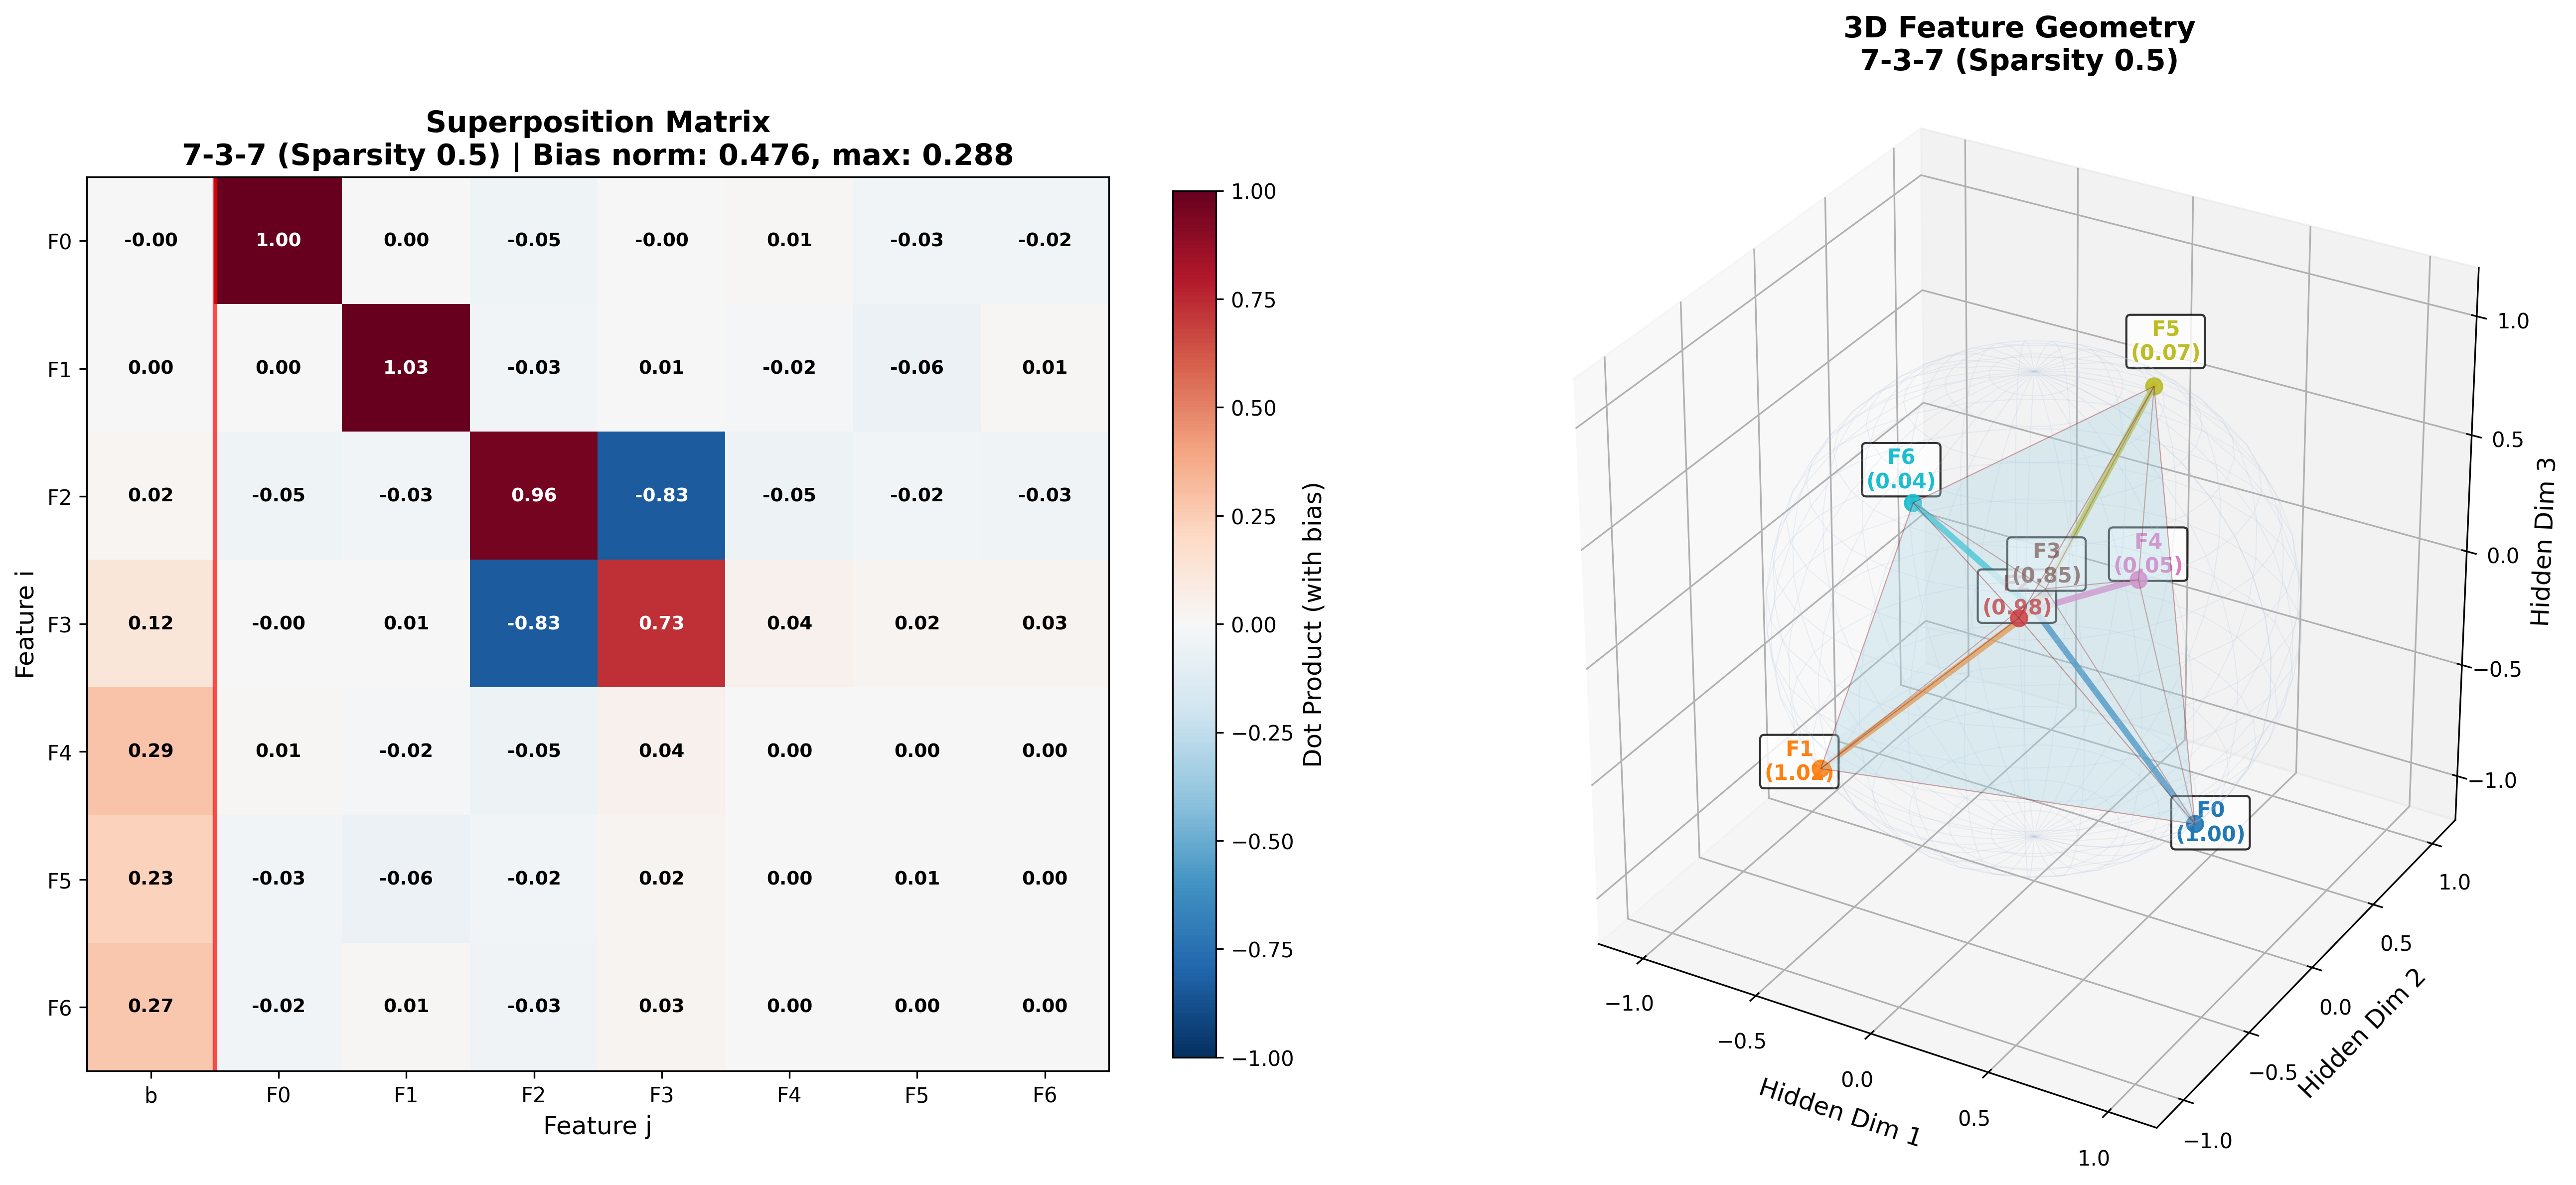 Superposition Matrix
7-3-7 (Sparsity 0.5) | Bias norm: 0.476, max: 0.288
Feature i
F0 -0.00 1.00 0.00 -0.05 -0.00 0.01 -0.03 -0.02
F1 0.00 0.00 1.03 -0.03 0.01 -0.02 -0.06 0.01
F2 0.02 -0.05 -0.03 0.96 -0.83 -0.05 -0.02 -0.03
F3 0.12 -0.00 0.01 -0.83 0.73 0.04 0.02 0.03
F4 0.29 0.01 -0.02 -0.05 0.04 0.00 0.00 0.00
F5 0.23 -0.03 -0.06 -0.02 0.02 0.00 0.01 0.00
F6 0.27 -0.02 0.01 -0.03 0.03 0.00 0.00 0.00
b F0 F1 F2 F3 F4 F5 F6
Feature j
1.00
0.75
0.50
0.25
0.00
−0.25
−0.50
−0.75
−1.00
Dot Product (with bias)
3D Feature Geometry
7-3-7 (Sparsity 0.5)
F5
(0.07)
F6
(0.04)
F3
(0.85)
F4
(0.05)
(0.98)
F1
F0
(1.00)
1.0
0.5
0.0
−0.5
−1.0
Hidden Dim 3
1.0
0.5
0.0
−0.5
−1.0
Hidden Dim 2
−1.0
−0.5
0.0
0.5
1.0
Hidden Dim 1